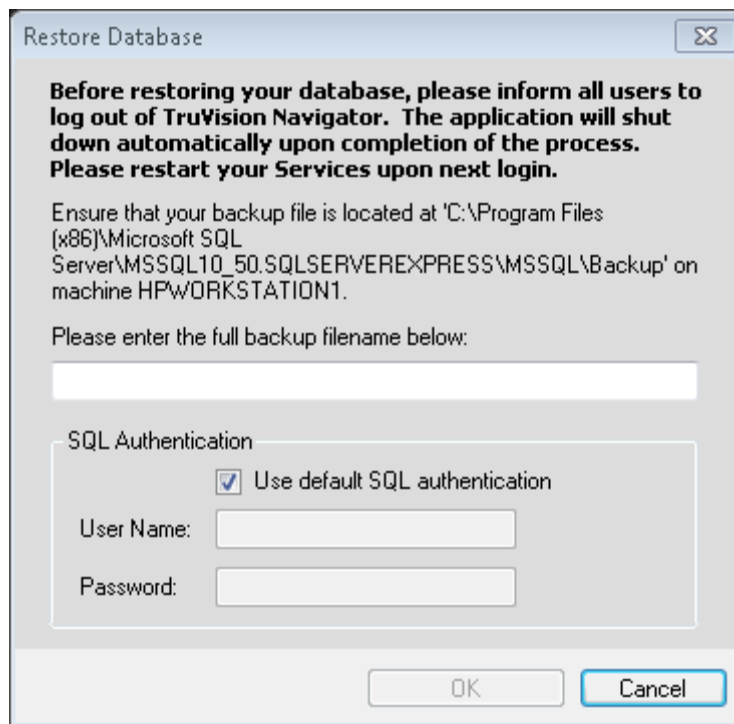 Restore Database
Before restoring your database, please inform all users to
log out of TruVision Navigator.  The application will shut
down automatically upon completion of the process.
Please restart your Services upon next login.
Ensure that your backup file is located at 'C:\Program Files
(x86)\Microsoft SQL
Server\MSSQL10_50.SQLSERVEREXPRESS\MSSQL\Backup' on
machine HPWORKSTATION1.
Please enter the full backup filename below:
SQL Authentication
Use default SQL authentication
User Name:
Password:
OK
Cancel